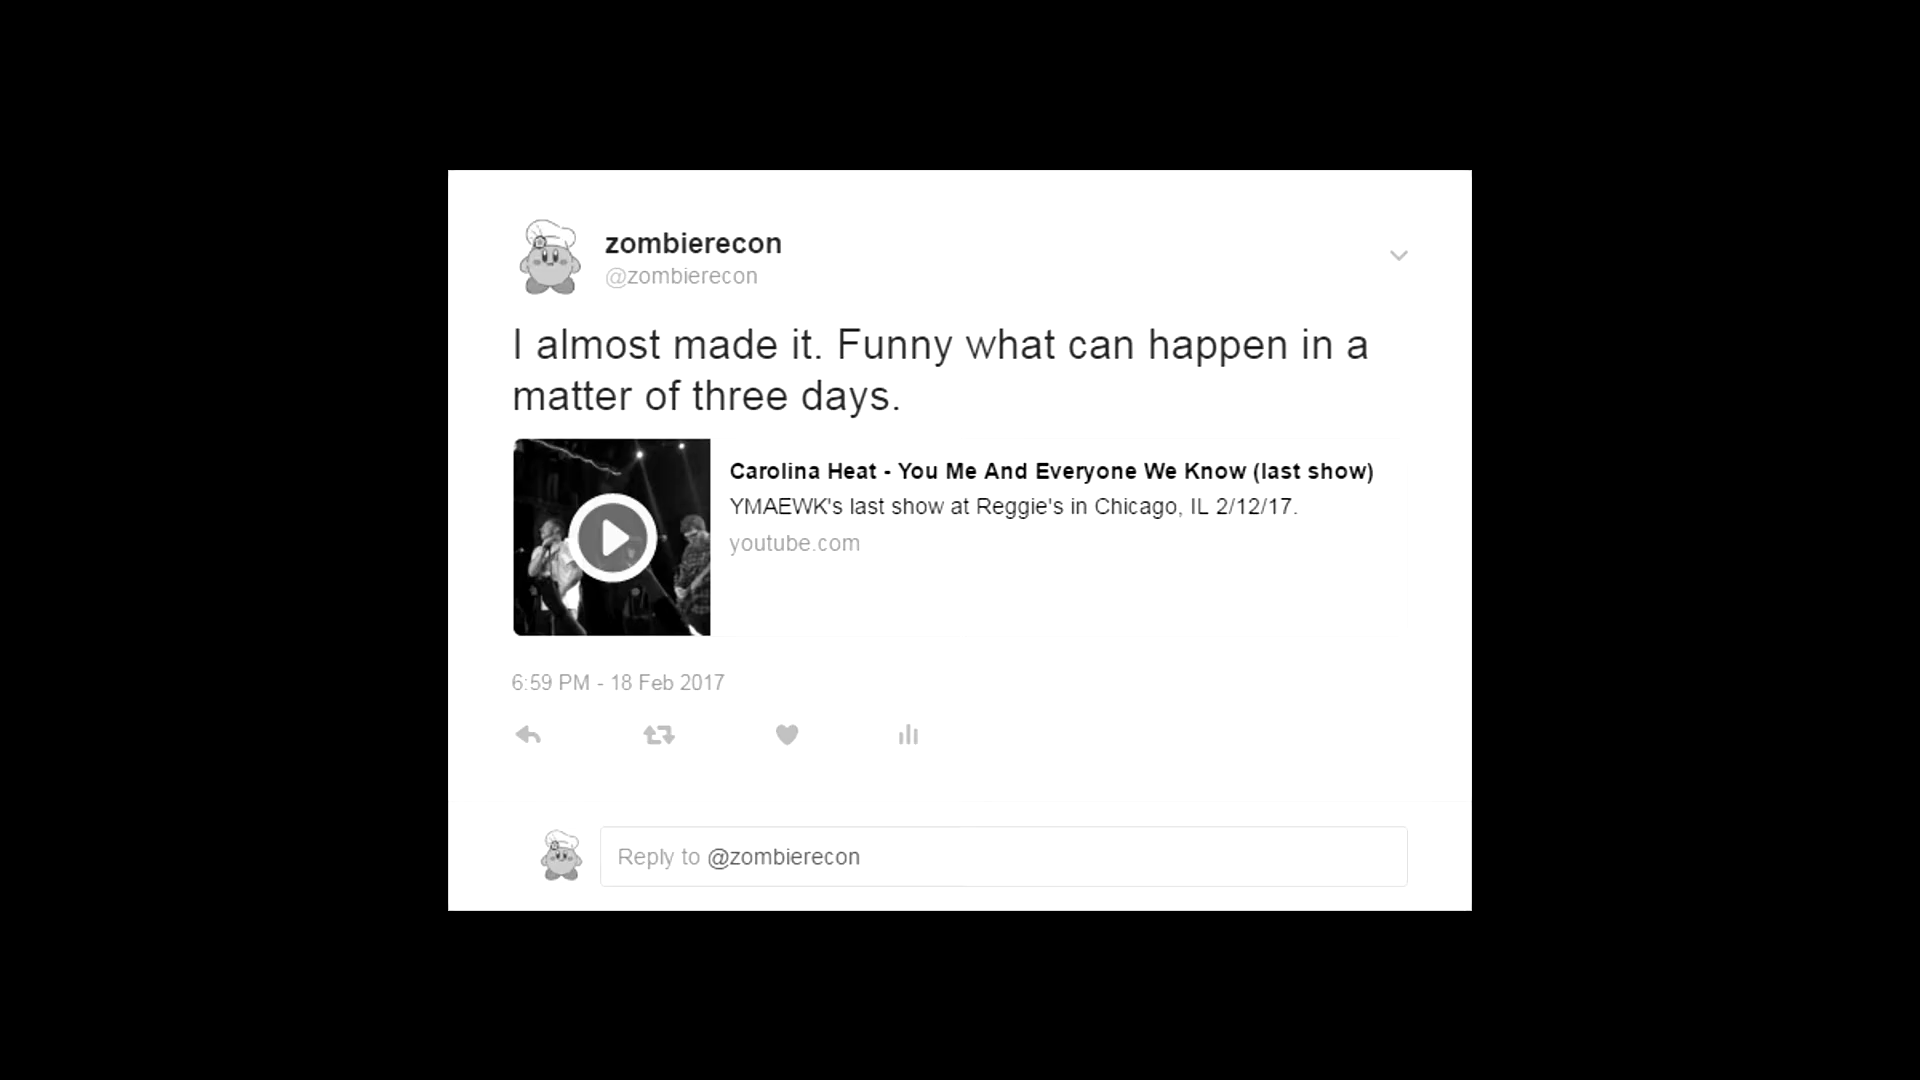 zombierecon
@zombierecon
I almost made it. Funny what can happen in a
matter of three days.
Carolina Heat - You Me And Everyone We Know (last show)
YMAEWK's last show at Reggie's in Chicago, IL 2/12/17.
youtube.com
6:59 PM - 18 Feb 2017
Reply to @zombierecon